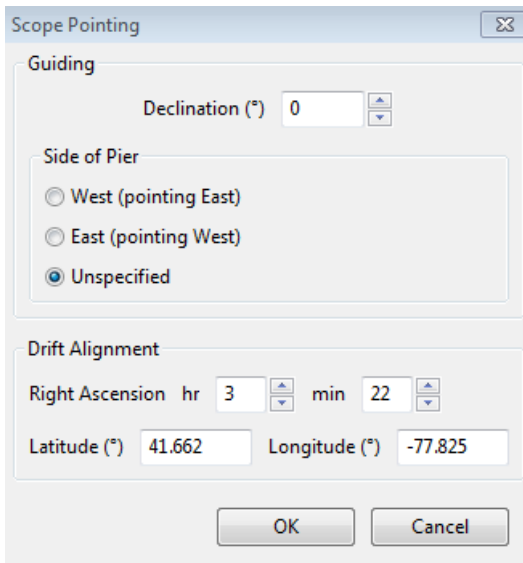 Scope Pointing
Guiding
Declination (°) 0
Side of Pier
West (pointing East)
East (pointing West)
Unspecified
Drift Alignment
Right Ascension hr 3 min 22
Latitude (°) 41.662 Longitude (°) -77.825
OK Cancel